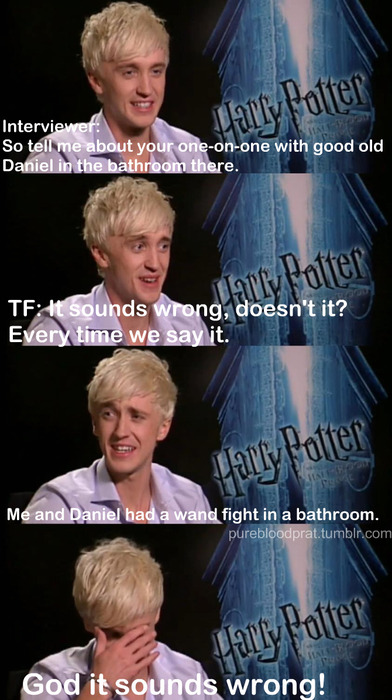 Harry Potter
Interviewer:
So tell me about your one-on-one with good old
Daniel in the bathroom there.
Harry Potter
TF: It sounds wrong, doesn't it?
Every time we say it.
Harry Potter
Me and Daniel had a wand fight in a bathroom.
purebloodprat.tumblr.com
Harry Potter
God it sounds wrong!